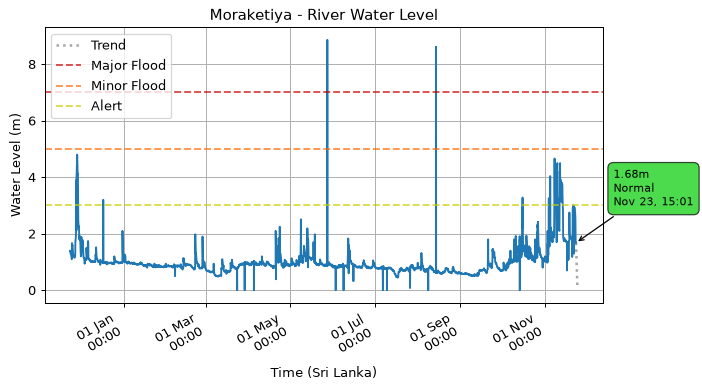 Moraketiya - River Water Level
Trend
Major Flood
Minor Flood
Alert
Water Level (m)
8
6
4
2
0
1.68m
Normal
Nov 23, 15:01
01 Jan
00:00
01 Mar
00:00
01 May
00:00
01 Jul
00:00
01 Sep
00:00
01 Nov
00:00
Time (Sri Lanka)